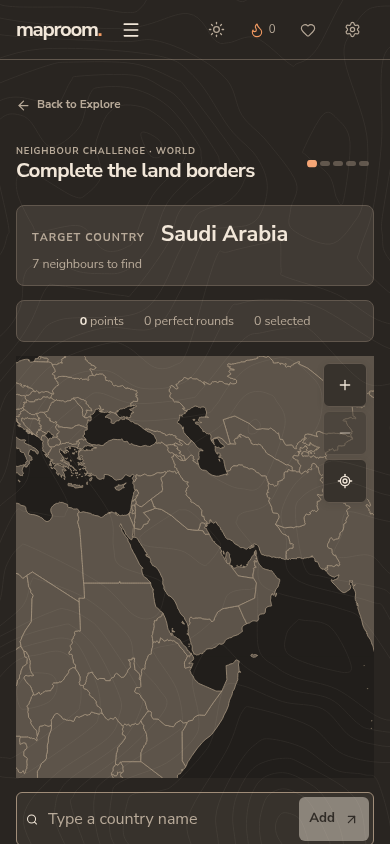 maproom.
0
Back to Explore
NEIGHBOUR CHALLENGE · WORLD
Complete the land borders
TARGET COUNTRY Saudi Arabia
7 neighbours to find
0 points 0 perfect rounds 0 selected
Type a country name
Add